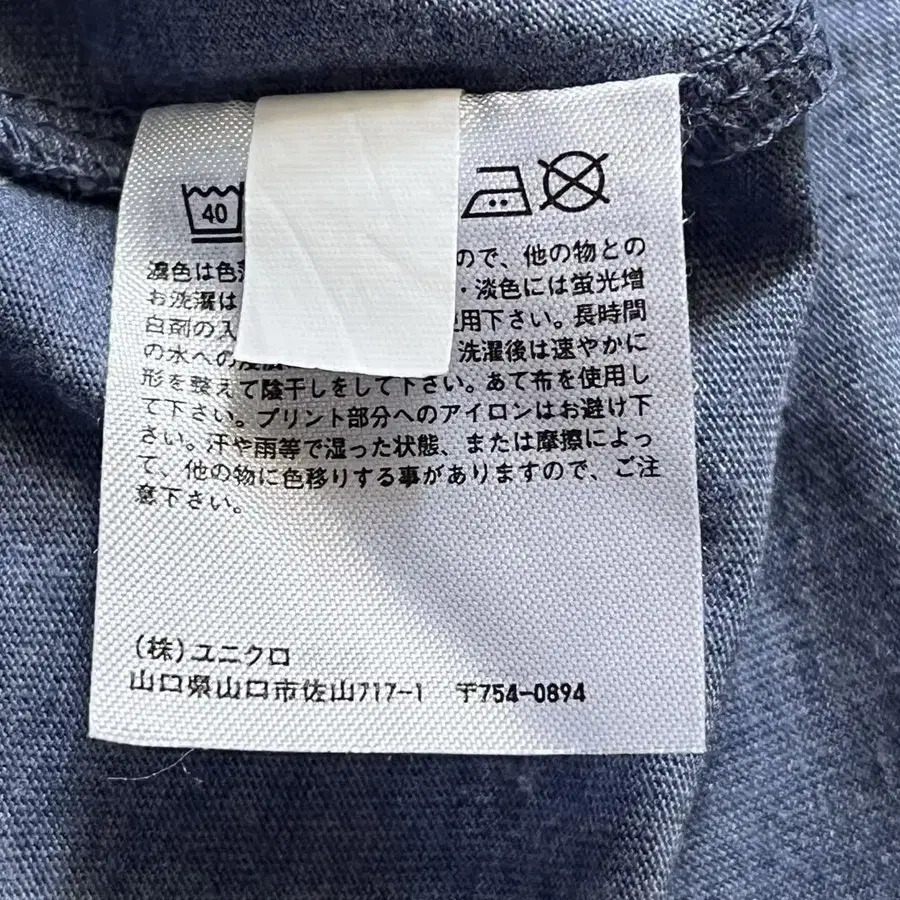 40
濃色は色 ので、他の物との
お洗濯は ・淡色には蛍光増
白剤の入 用下さい。長時間
の水への 洗濯後は速やかに
形を整えて陰干しをして下さい。あて布を使用し
て下さい。プリント部分へのアイロンはお避け下
さい。汗や雨等で湿った状態、または摩擦によっ
て、他の物に色移りする事がありますので、ご注
意下さい。
(株)ユニクロ
山口県山口市佐山717-1 〒754-0894